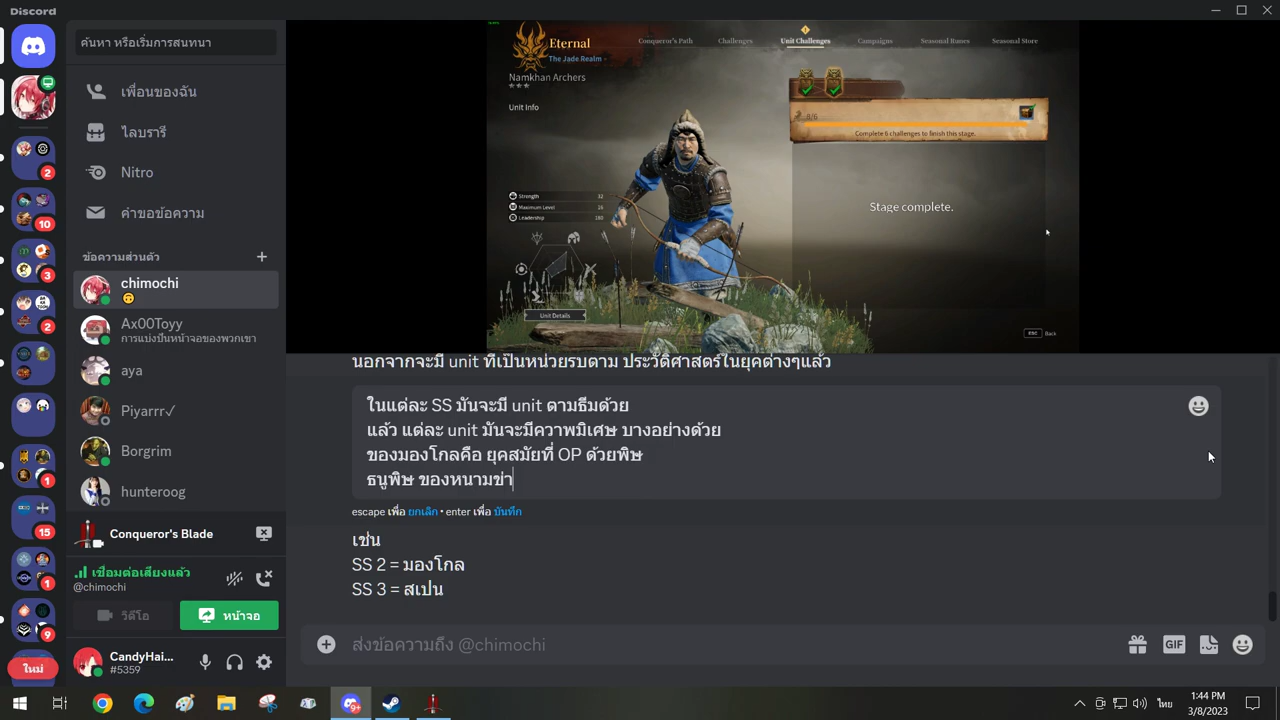 Discord
ค้นหา หรือเริ่มการสนทนา
เพื่อนของฉัน
ไลบรารี
Nitro
คำขอข้อความ
ข้อความส่วนตัว
chimochi
Ax00Toyy
การแบ่งปันหน้าจอของพวกเขา
aya
Piyarrr✓
Borgrim
hunteroog
Conqueror's Blade
เชื่อมต่อเสียงแล้ว
@chimochi
วิดีโอ
หน้าจอ
CandyHai...
#5359
2
10
3
2
1
15
1
9
ใหม่
Eternal
The Jade Realm
Namkhan Archers
Unit Info
Conqueror's Path
Challenges
Unit Challenges
Campaigns
Seasonal Runes
Seasonal Store
6/6
Complete 6 challenges to finish this stage.
Stage complete.
Strength 12
Maximum Level 16
Leadership 180
Unit Details
ESC Back
นอกจากจะมี unit ที่เป็นหน่วยรบตาม ประวัติศาสตร์ในยุคต่างๆแล้ว
ในแต่ละ SS มันจะมี unit ตามธีมด้วย
แล้ว แต่ละ unit มันจะมีควาพมิเศษ บางอย่างด้วย
ของมองโกลคือ ยุคสมัยที่ OP ด้วยพิษ
ธนูพิษ ของหนามข่า
escape เพื่อ ยกเลิก • enter เพื่อ บันทึก
เช่น
SS 2 = มองโกล
SS 3 = สเปน
ส่งข้อความถึง @chimochi
GIF
9+
ไทย
1:44 PM
3/8/2023